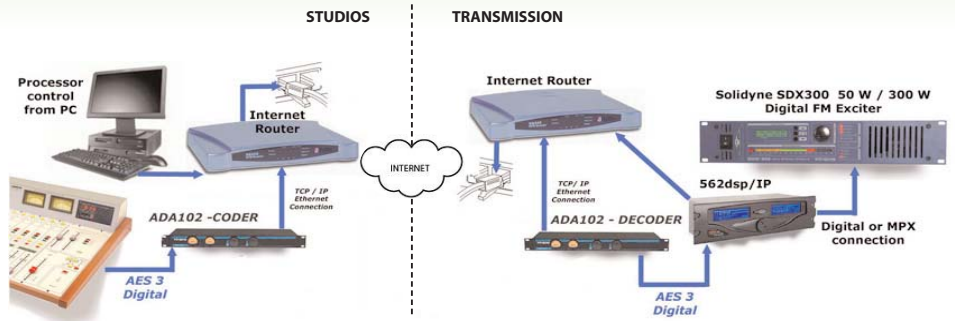 STUDIOS
TRANSMISSION
Processor
control
from PC
Internet
Router
TCP/ IP
Ethernet
Connection
ADA102 -CODER
AES 3
Digital
INTERNET
Internet Router
TCP/ IP
Ethernet
Connection
ADA102 - DECODER
AES 3
Digital
Solidyne SDX300 50 W / 300 W
Digital FM Exciter
562dsp/IP
Digital or MPX
connection